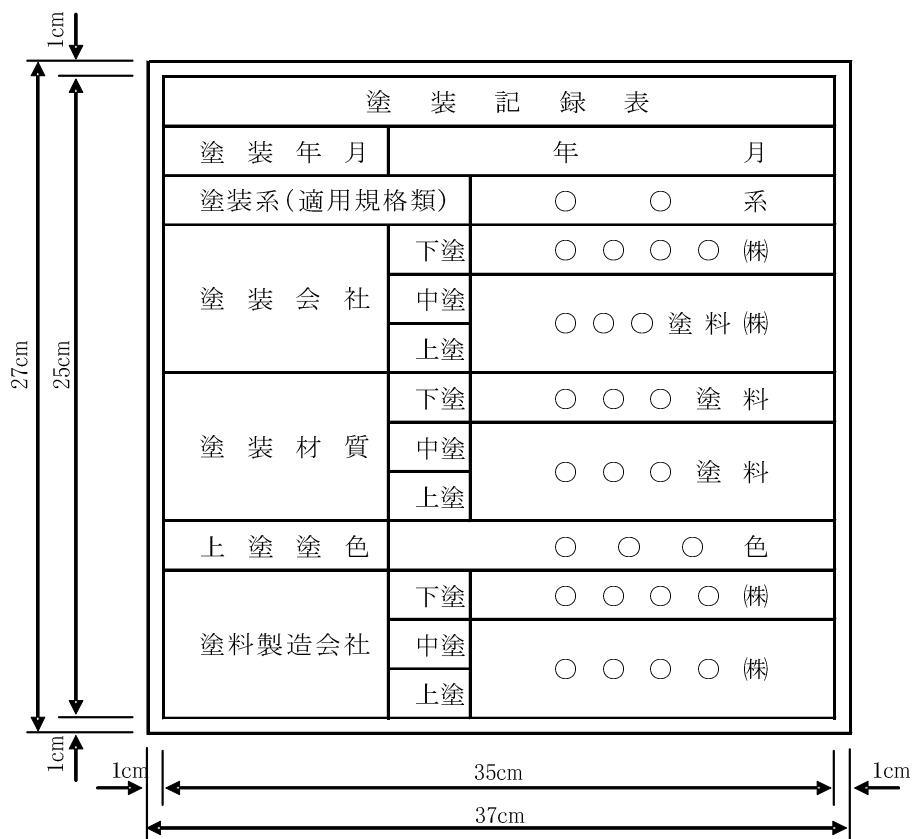 1cm
塗装記録表
塗装年月 年 月
塗装系(適用規格類) ○ ○ 系
塗装会社 下塗 ○○○○㈱
中塗 ○○○塗料㈱
上塗
塗装材質 下塗 ○○○塗料
中塗 ○○○塗料
上塗
上塗塗色 ○○○色
塗料製造会社 下塗 ○○○○㈱
中塗 ○○○○㈱
上塗
27cm
25cm
1cm
1cm 35cm 1cm
37cm